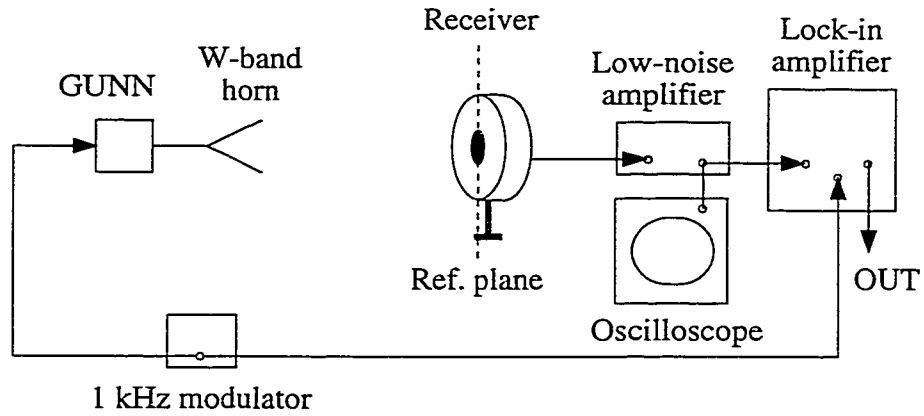 Receiver
Lock-in
amplifier
W-band
horn
GUNN
Low-noise
amplifier
Ref. plane
OUT
Oscilloscope
1 kHz modulator